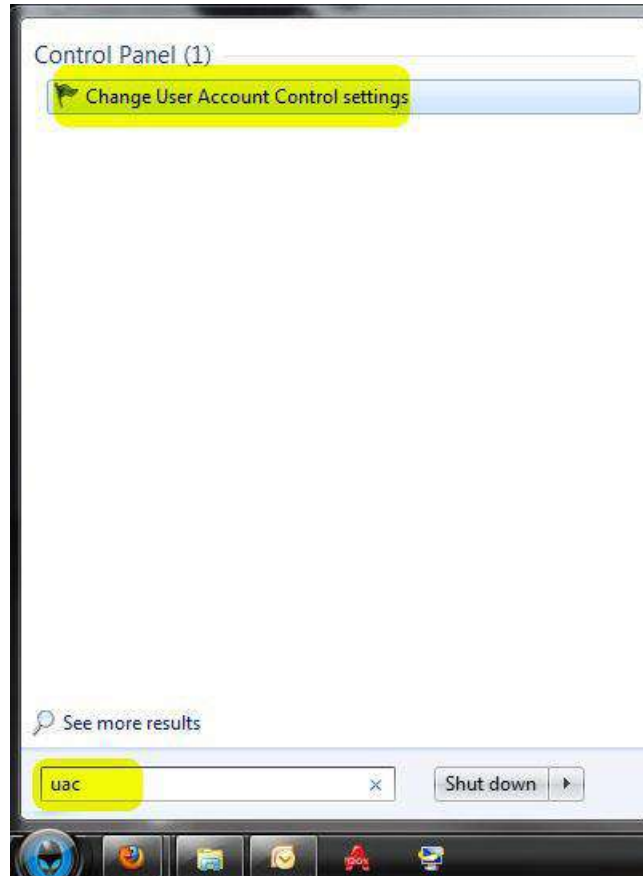 Control Panel (1)
Change User Account Control settings
See more results
uac
Shut down